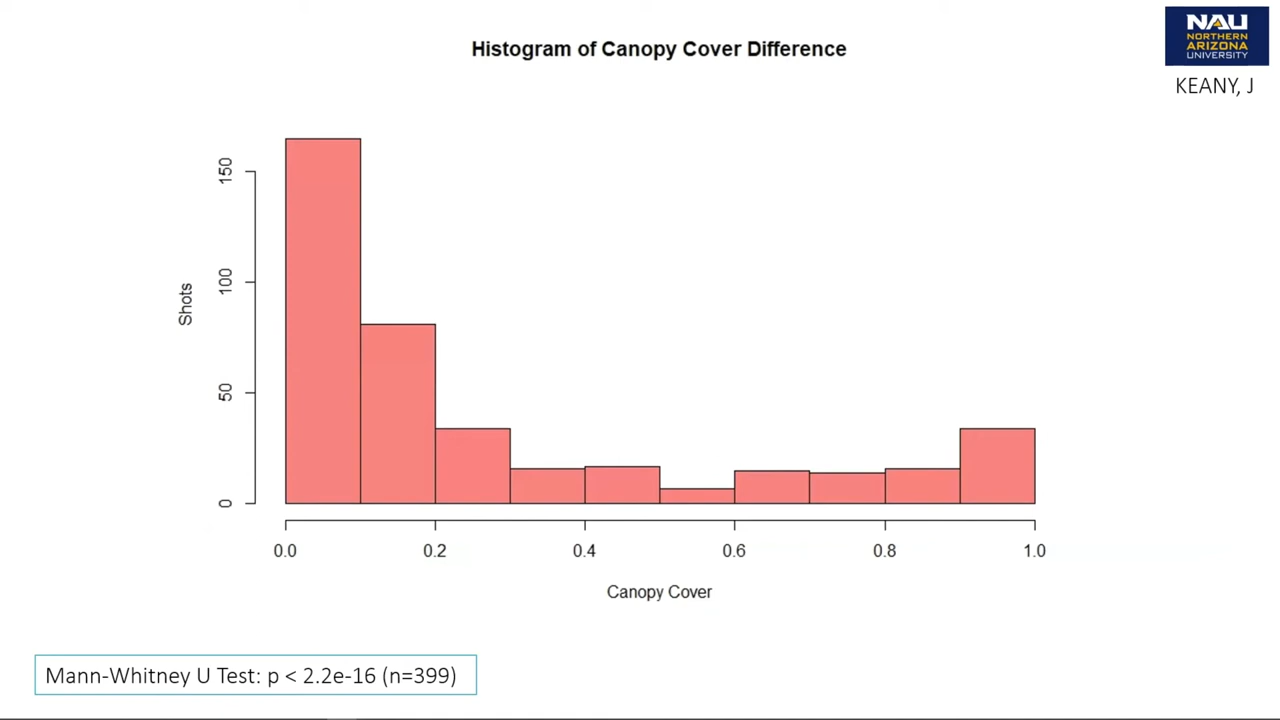 Histogram of Canopy Cover Difference
NAU
NORTHERN
ARIZONA
UNIVERSITY
KEANY, J
150
100
50
0
Shots
0.0 0.2 0.4 0.6 0.8 1.0
Canopy Cover
Mann-Whitney U Test: p < 2.2e-16 (n=399)